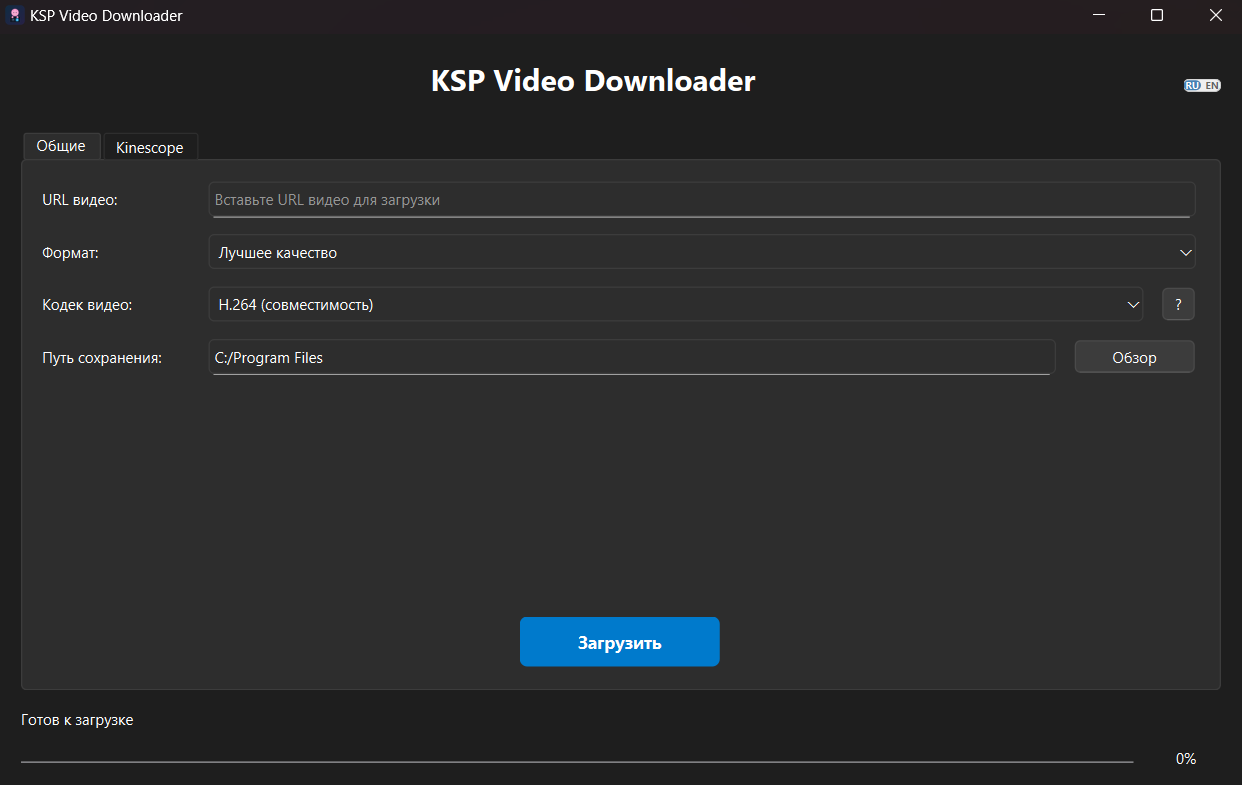 KSP Video Downloader
KSP Video Downloader
RU EN
Общие
Kinescope
URL видео:
Вставьте URL видео для загрузки
Формат:
Лучшее качество
Кодек видео:
H.264 (совместимость)
?
Путь сохранения:
C:/Program Files
Обзор
Загрузить
Готов к загрузке
0%